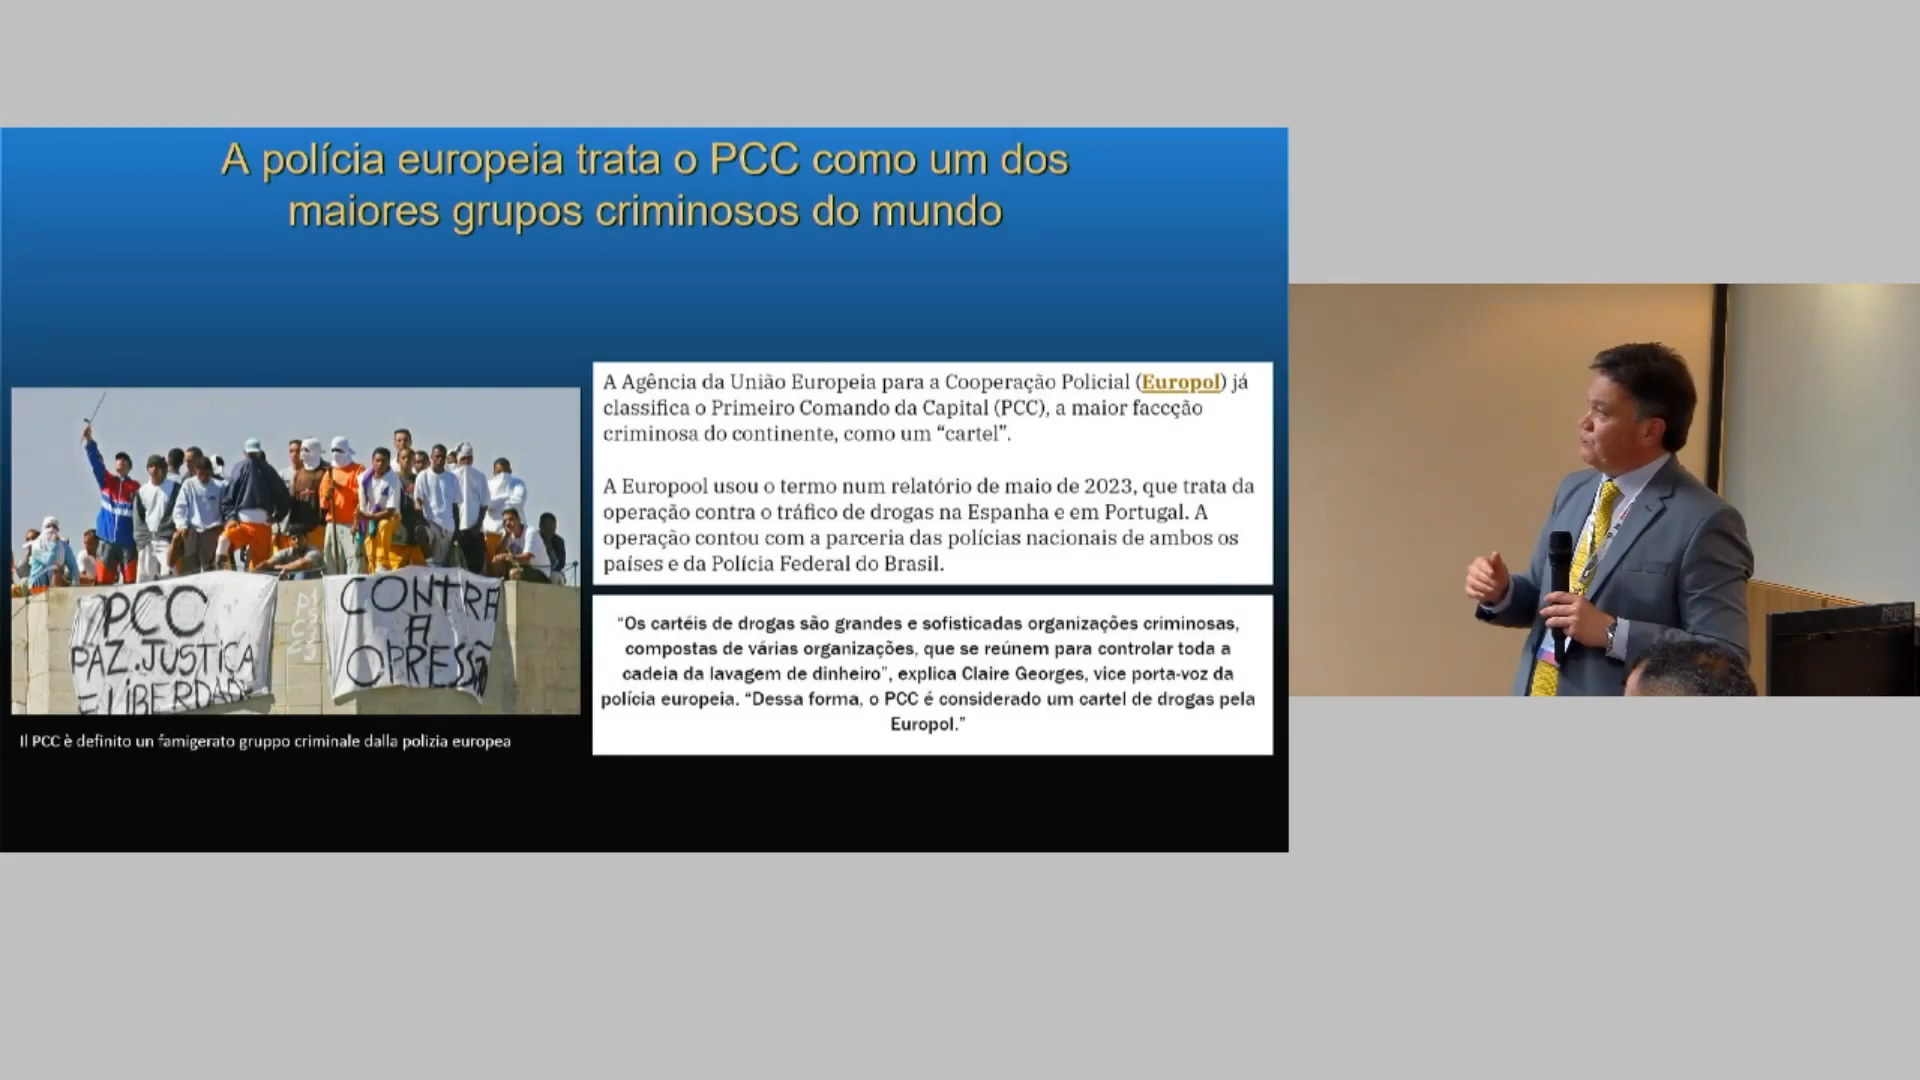 A polícia europeia trata o PCC como um dos
maiores grupos criminosos do mundo
A Agência da União Europeia para a Cooperação Policial (Europol) já
classifica o Primeiro Comando da Capital (PCC), a maior faccção
criminosa do continente, como um “cartel”.
A Europool usou o termo num relatório de maio de 2023, que trata da
operação contra o tráfico de drogas na Espanha e em Portugal. A
operação contou com a parceria das polícias nacionais de ambos os
países e da Polícia Federal do Brasil.
“Os cartéis de drogas são grandes e sofisticadas organizações criminosas,
compostas de várias organizações, que se reúnem para controlar toda a
cadeia da lavagem de dinheiro”, explica Claire Georges, vice porta-voz da
polícia europeia. “Dessa forma, o PCC é considerado um cartel de drogas pela
Europol.”
PCC
PAZ.JUSTIÇA
E LIBERDADE
CONTRA
A
OPRESSÃ
Il PCC è definito un famigerato gruppo criminale dalla polizia europea